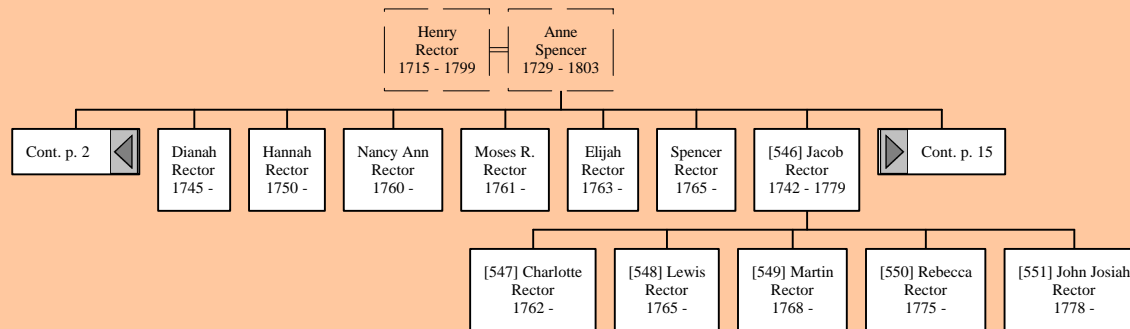 Henry
Rector
1715 - 1799
Anne
Spencer
1729 - 1803
Cont. p. 2
Dianah
Rector
1745 -
Hannah
Rector
1750 -
Nancy Ann
Rector
1760 -
Moses R.
Rector
1761 -
Elijah
Rector
1763 -
Spencer
Rector
1765 -
[546] Jacob
Rector
1742 - 1779
Cont. p. 15
[547] Charlotte
Rector
1762 -
[548] Lewis
Rector
1765 -
[549] Martin
Rector
1768 -
[550] Rebecca
Rector
1775 -
[551] John Josiah
Rector
1778 -